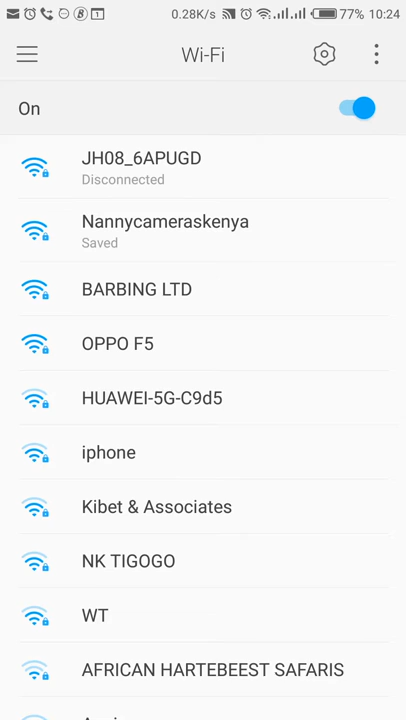 0.28K/s 77% 10:24
Wi-Fi
On
JH08_6APUGD
Disconnected
Nannycameraskenya
Saved
BARBING LTD
OPPO F5
HUAWEI-5G-C9d5
iphone
Kibet & Associates
NK TIGOGO
WT
AFRICAN HARTEBEEST SAFARIS